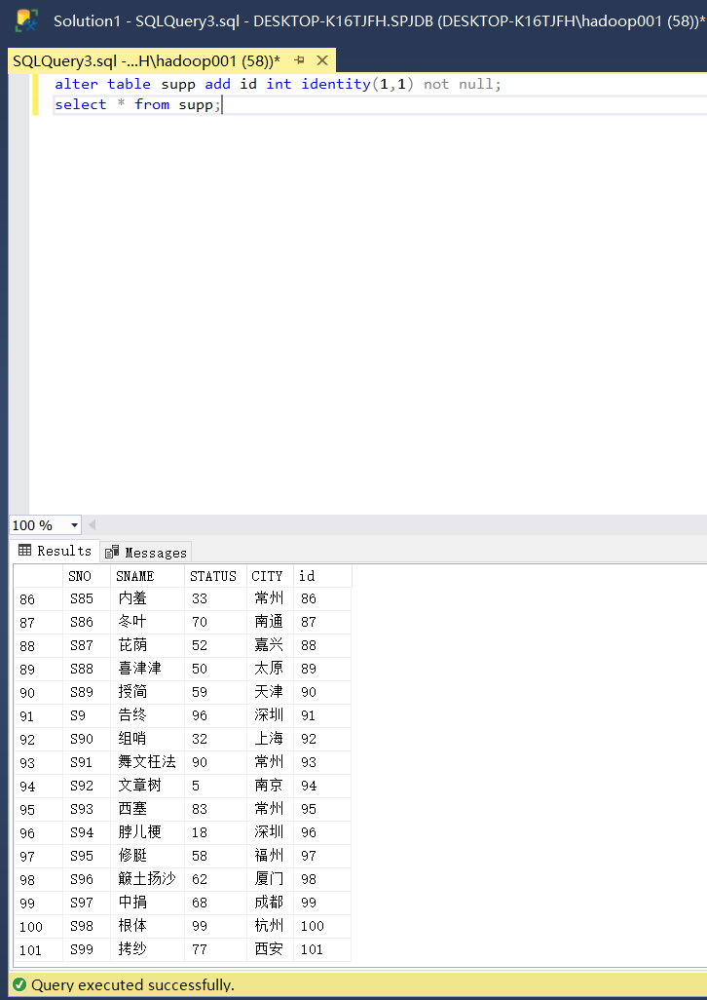 Solution1 - SQLQuery3.sql - DESKTOP-K16TJFH.SPJDB (DESKTOP-K16TJFH\hadoop001 (58))*
SQLQuery3.sql -...H\hadoop001 (58))*
alter table supp add id int identity(1,1) not null;
select * from supp;
100 %
Results Messages
SNO SNAME STATUS CITY id
86 S85 内羞 33 常州 86
87 S86 冬叶 70 南通 87
88 S87 芘荫 52 嘉兴 88
89 S88 喜津津 50 太原 89
90 S89 授简 59 天津 90
91 S9 告终 96 深圳 91
92 S90 组哨 32 上海 92
93 S91 舞文枉法 90 常州 93
94 S92 文章树 5 南京 94
95 S93 西塞 83 常州 95
96 S94 脖儿梗 18 深圳 96
97 S95 修脡 58 福州 97
98 S96 簸土扬沙 62 厦门 98
99 S97 中捐 68 成都 99
100 S98 根体 99 杭州 100
101 S99 拷纱 77 西安 101
Query executed successfully.